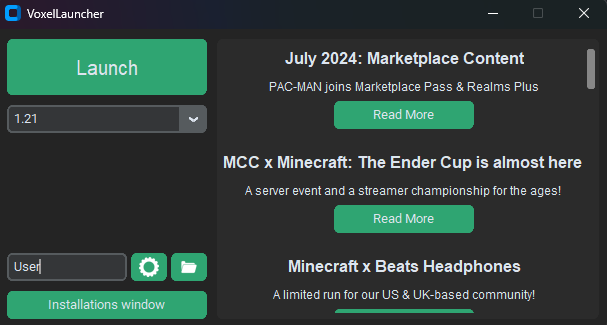 VoxelLauncher
Launch
1.21
User
Installations window
July 2024: Marketplace Content
PAC-MAN joins Marketplace Pass & Realms Plus
Read More
MCC x Minecraft: The Ender Cup is almost here
A server event and a streamer championship for the ages!
Read More
Minecraft x Beats Headphones
A limited run for our US & UK-based community!